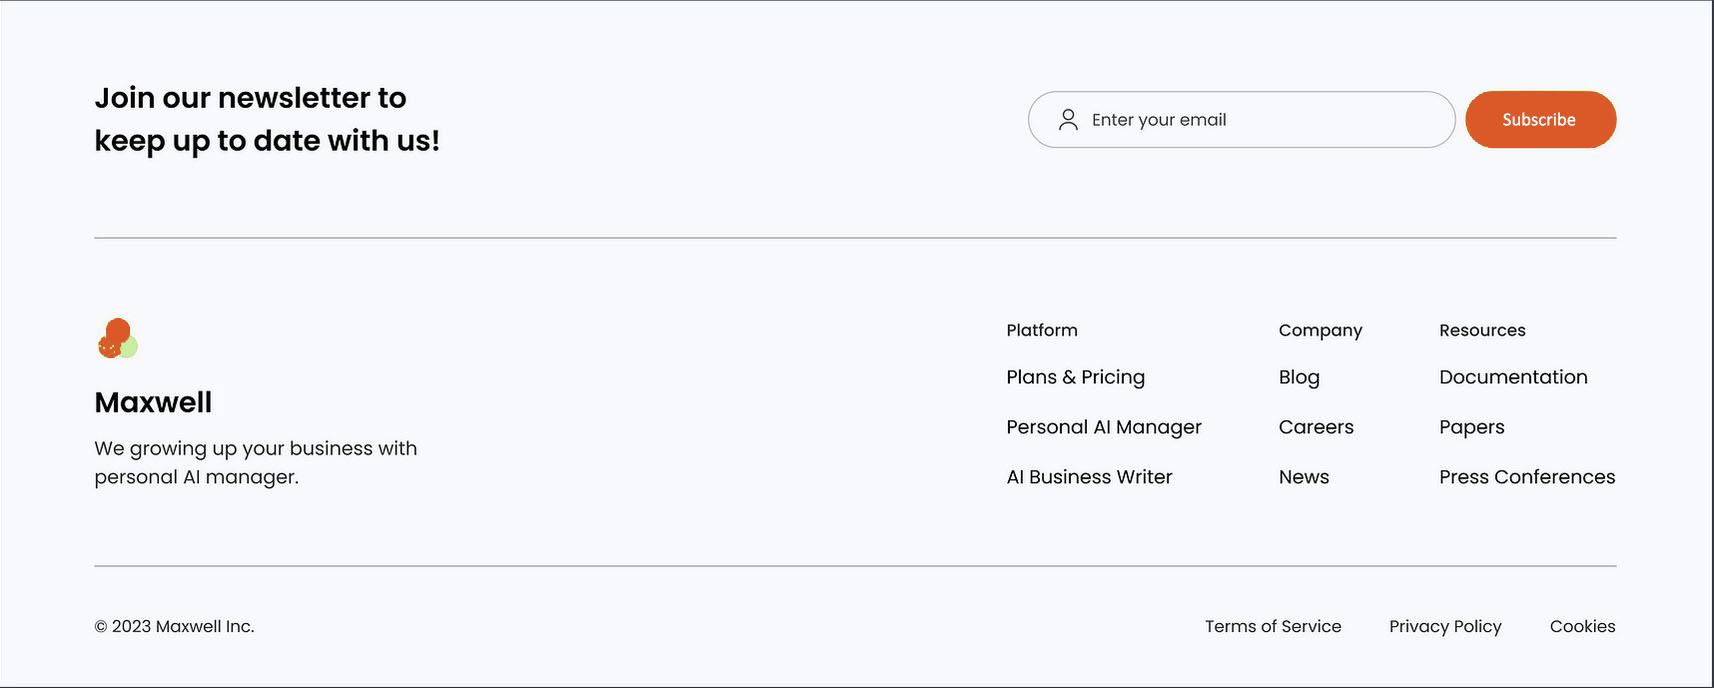 Join our newsletter to
keep up to date with us!
Enter your email
Subscribe
Maxwell
We growing up your business with
personal AI manager.
Platform
Plans & Pricing
Personal AI Manager
AI Business Writer
Company
Blog
Careers
News
Resources
Documentation
Papers
Press Conferences
© 2023 Maxwell Inc.
Terms of Service
Privacy Policy
Cookies